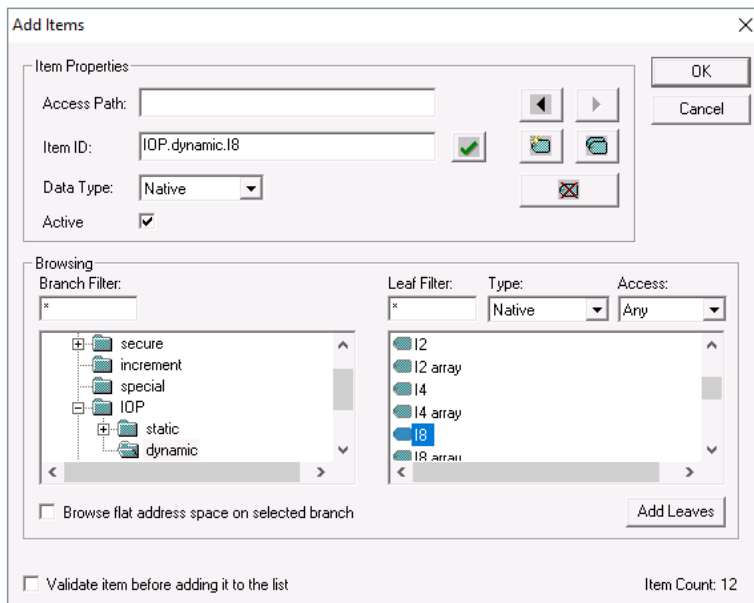 Add Items
Item Properties
OK
Access Path:
Cancel
Item ID: IOP.dynamic.I8
Data Type: Native
Active
Browsing
Branch Filter: Leaf Filter: Type: Access:
* * Native Any
secure
increment
special
IOP
static
dynamic
I2
I2 array
I4
I4 array
I8
I8 array
Browse flat address space on selected branch
Add Leaves
Validate item before adding it to the list
Item Count: 12